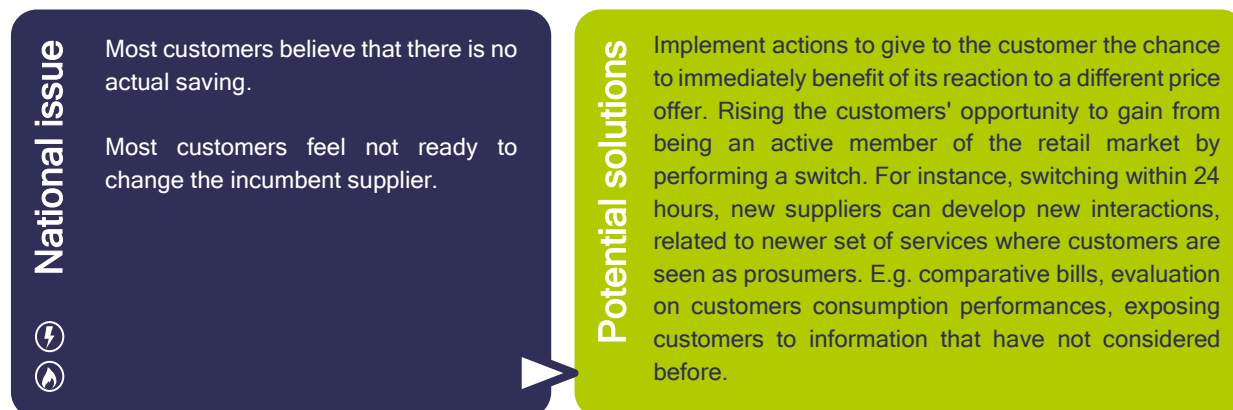 National issue
Most customers believe that there is no
actual saving.
Most customers feel not ready to
change the incumbent supplier.
Potential solutions
Implement actions to give to the customer the chance
to immediately benefit of its reaction to a different price
offer. Rising the customers' opportunity to gain from
being an active member of the retail market by
performing a switch. For instance, switching within 24
hours, new suppliers can develop new interactions,
related to newer set of services where customers are
seen as prosumers. E.g. comparative bills, evaluation
on customers consumption performances, exposing
customers to information that have not considered
before.